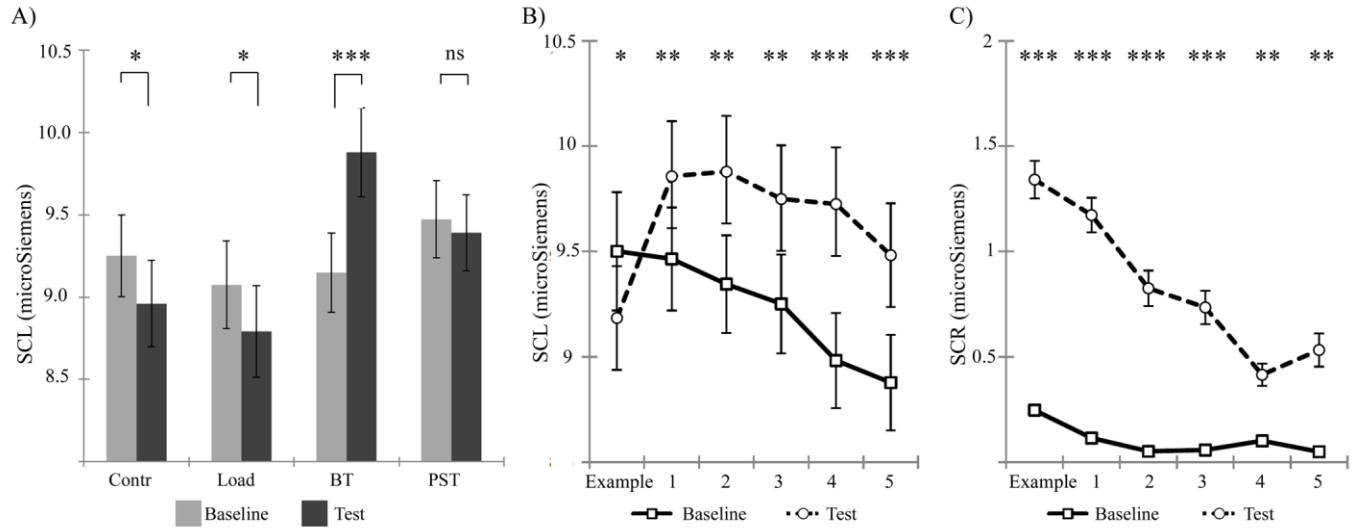 A)
10.5
10.0
9.5
9.0
8.5
SCL (microSiemens)
*
*
***
ns
Contr Load BT PST
Baseline Test
B)
10.5
10
9.5
9
SCL (microSiemens)
* ** ** ** *** ***
Example 1 2 3 4 5
Baseline Test
C)
2
1.5
1
0.5
SCR (microSiemens)
*** *** *** *** ** **
Example 1 2 3 4 5
Baseline Test